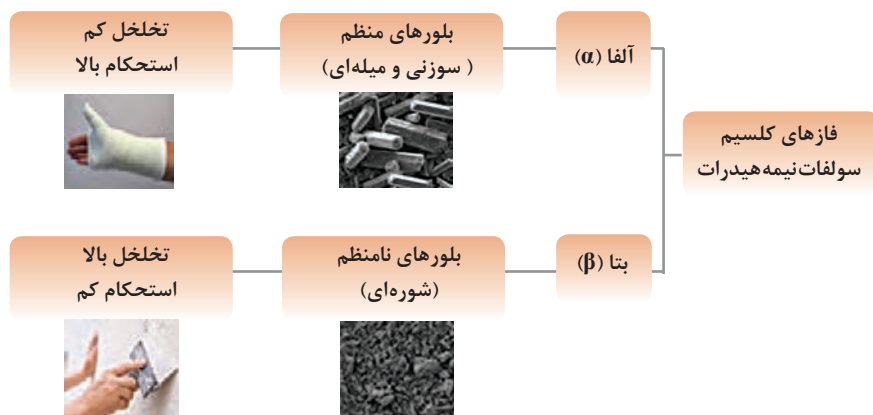 فازهای کلسیم
سولفات‌نیمه‌هیدرات
آلفا (α)
بلورهای منظم
( سوزنی و میله‌ای)
تخلخل کم
استحکام بالا
بتا (β)
بلورهای نامنظم
(شوره‌ای)
تخلخل بالا
استحکام کم